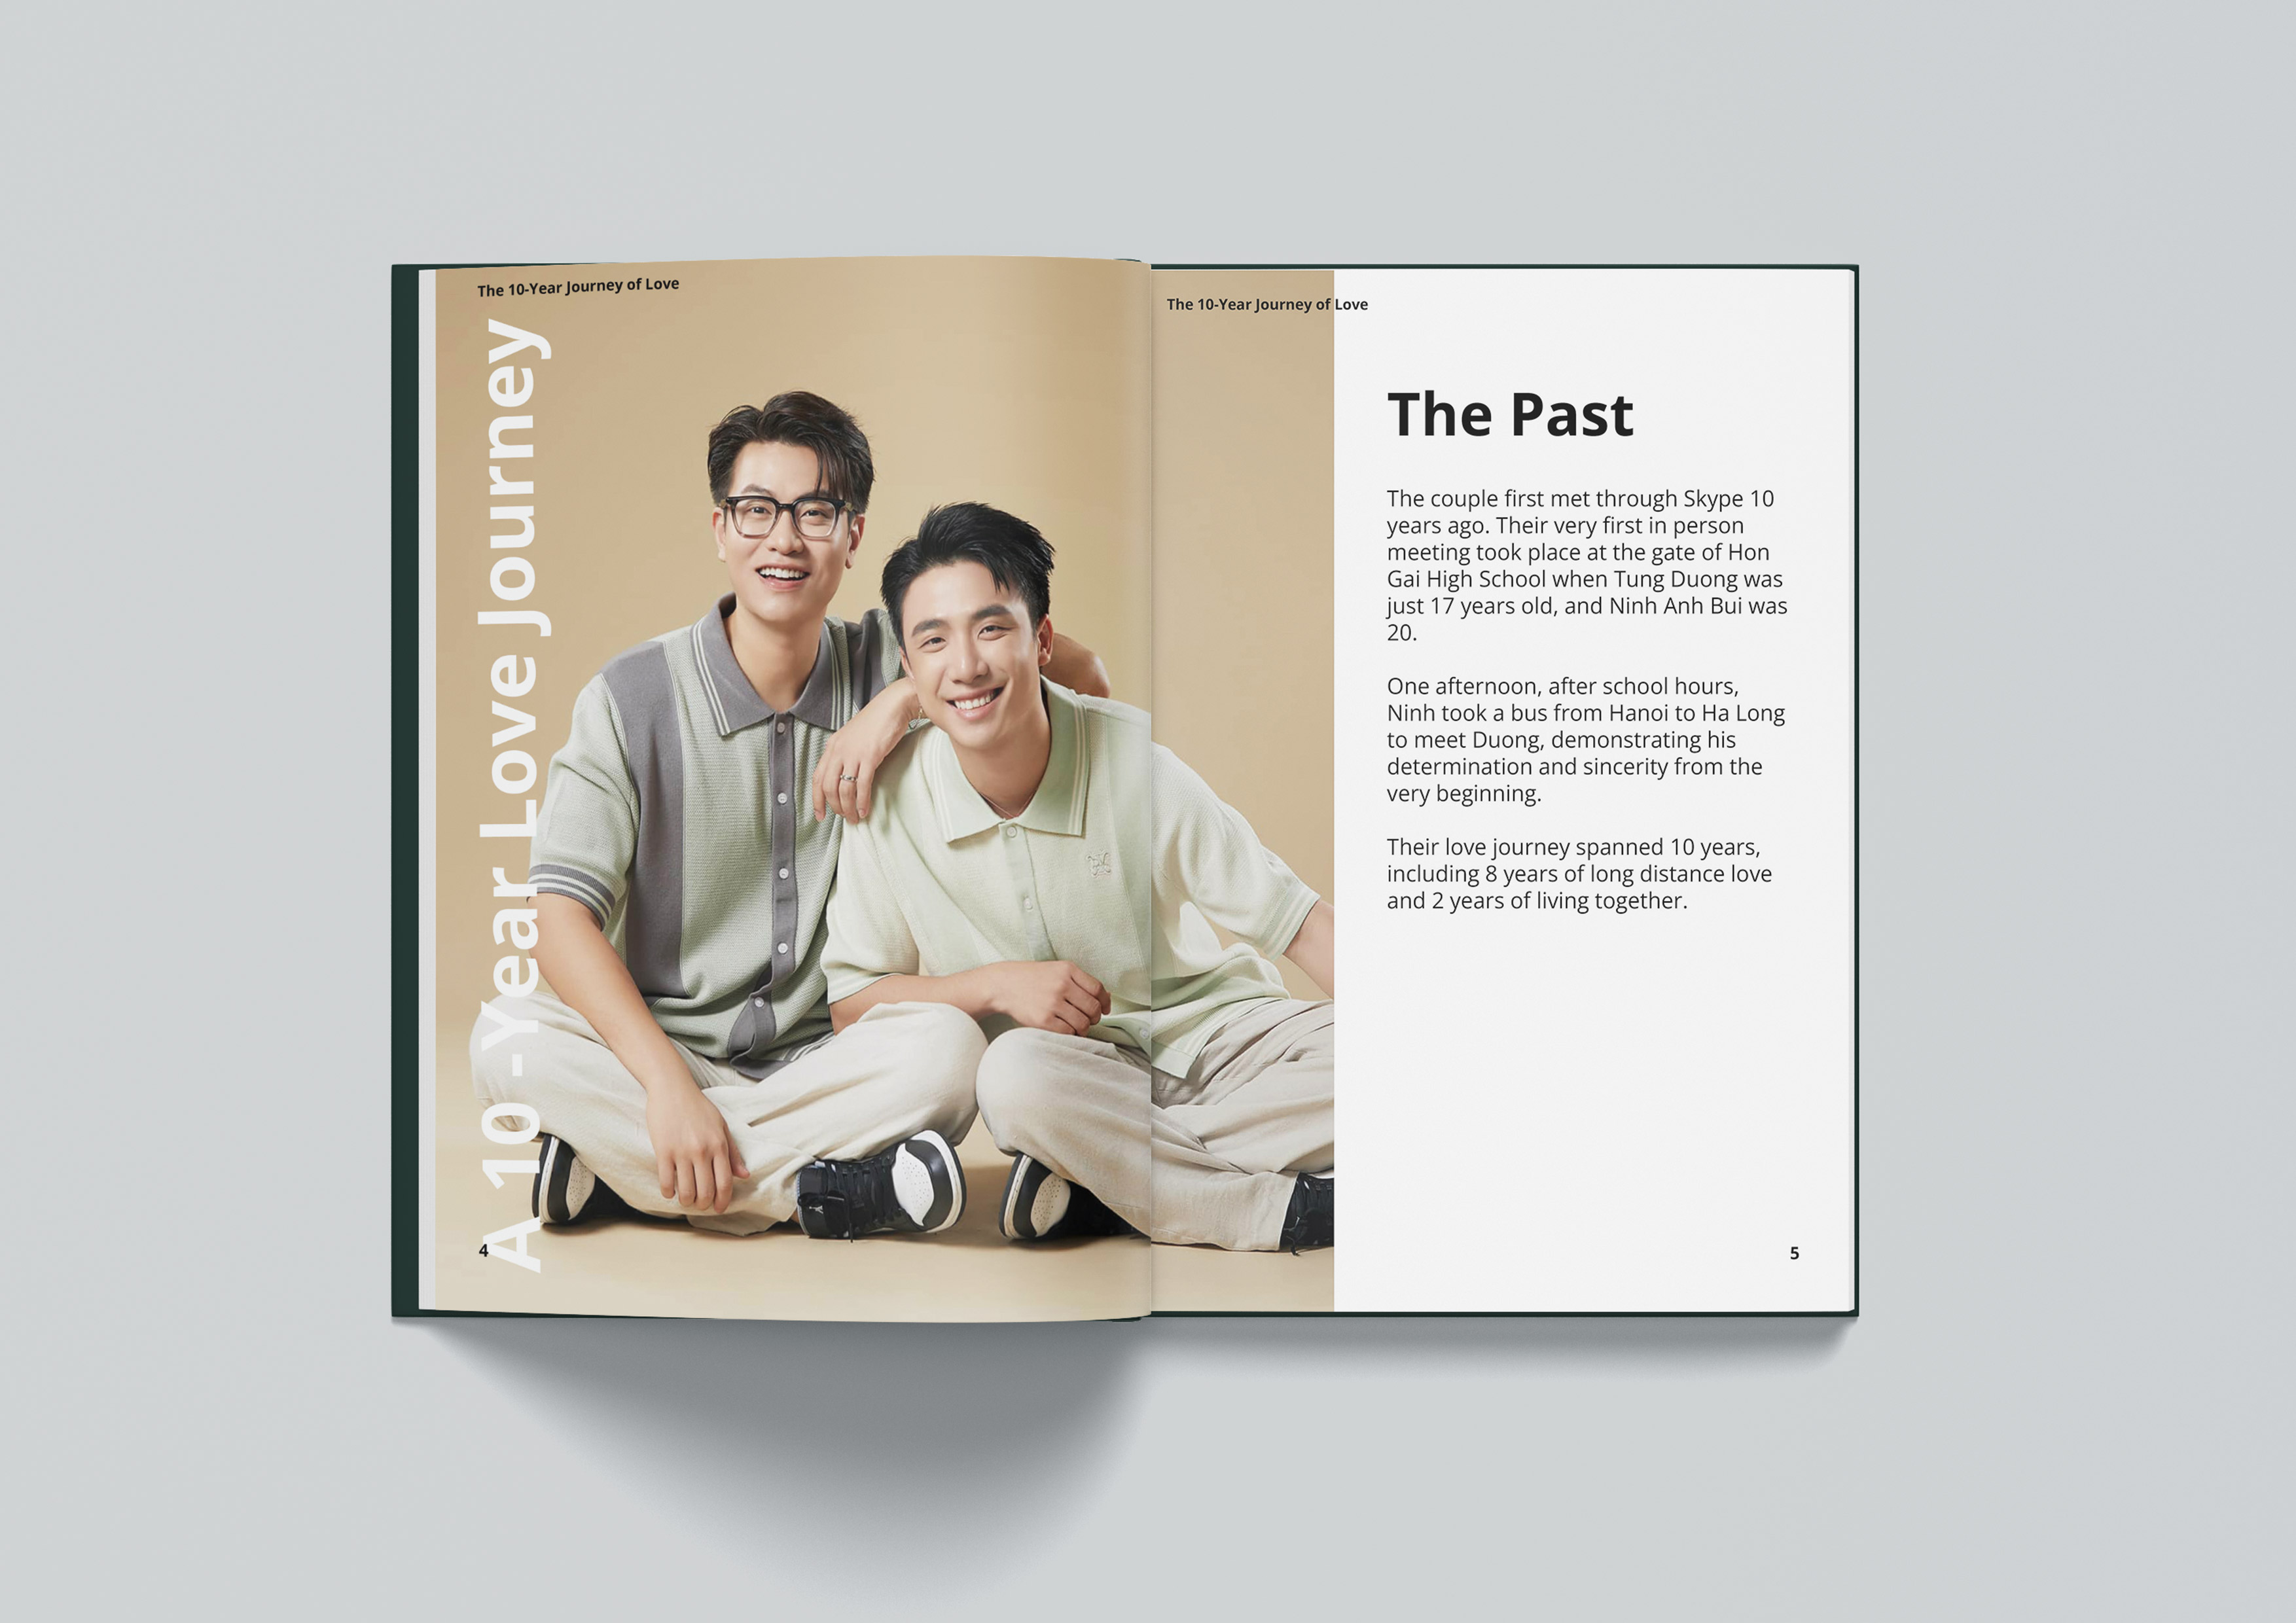 The 10-Year Journey of Love
A 10 -Year Love Journey
4
The 10-Year Journey of Love
The Past
The couple first met through Skype 10
years ago. Their very first in person
meeting took place at the gate of Hon
Gai High School when Tung Duong was
just 17 years old, and Ninh Anh Bui was
20.
One afternoon, after school hours,
Ninh took a bus from Hanoi to Ha Long
to meet Duong, demonstrating his
determination and sincerity from the
very beginning.
Their love journey spanned 10 years,
including 8 years of long distance love
and 2 years of living together.
5